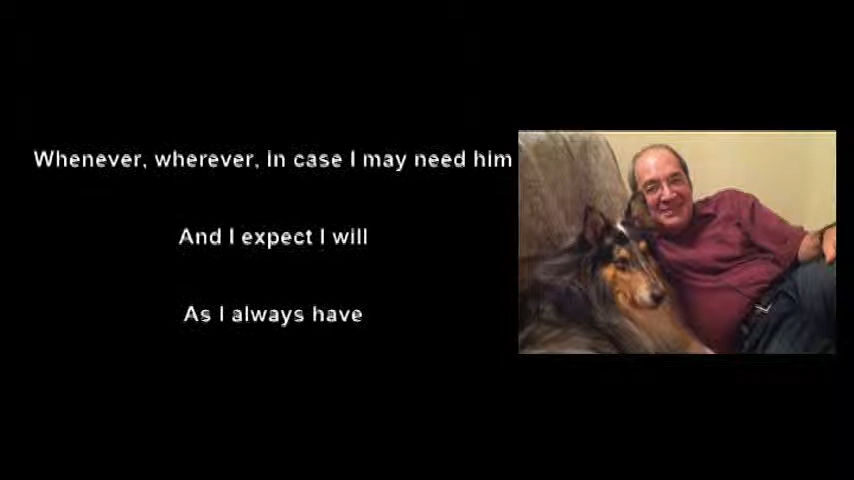 Whenever, wherever, in case I may need him
And I expect I will
As I always have